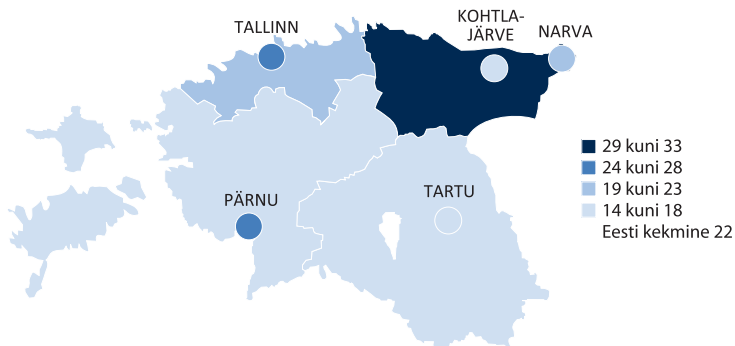 TALLINN
KOHTLA-
JÄRVE
NARVA
PÄRNU
TARTU
29 kuni 33
24 kuni 28
19 kuni 23
14 kuni 18
Eesti kekmine 22